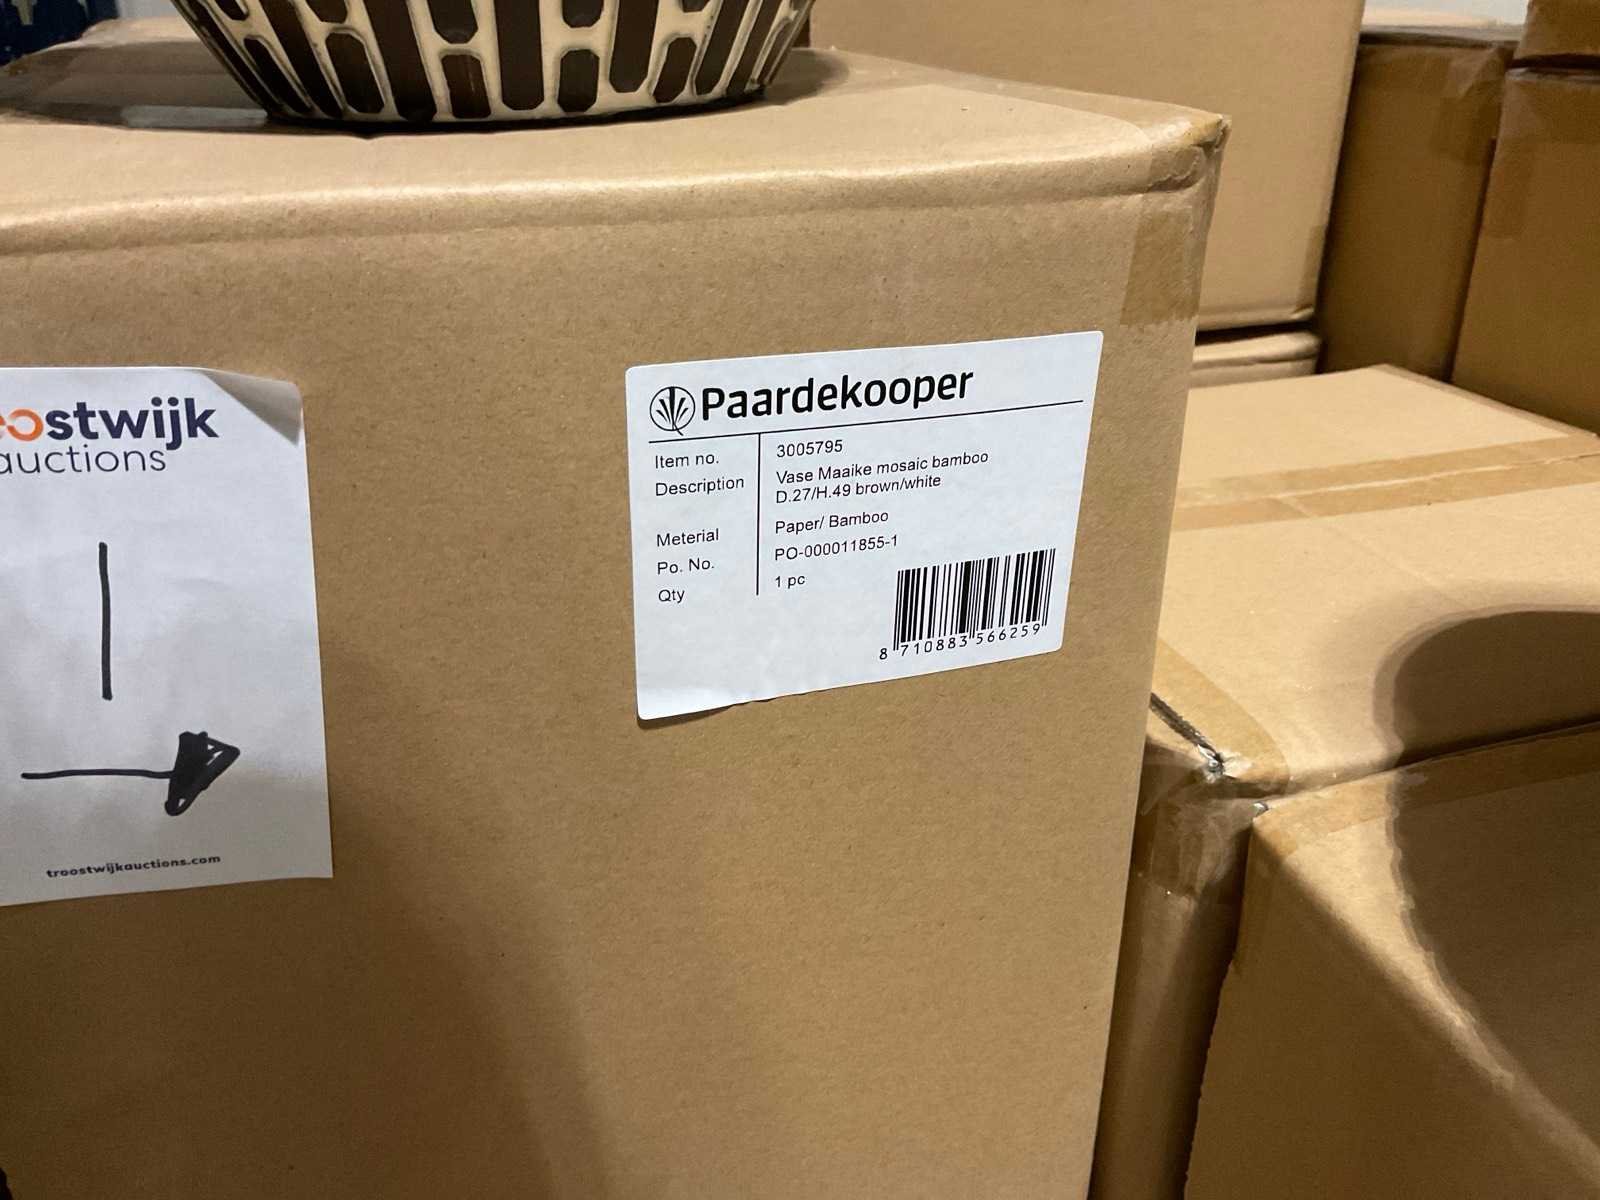 oostwijk
auctions
troostwijkauctions.com
Paardekooper
Item no. 3005795
Description Vase Maaike mosaic bamboo
D.27/H.49 brown/white
Meterial Paper/ Bamboo
Po. No. PO-000011855-1
Qty 1 pc
8 710883 566259